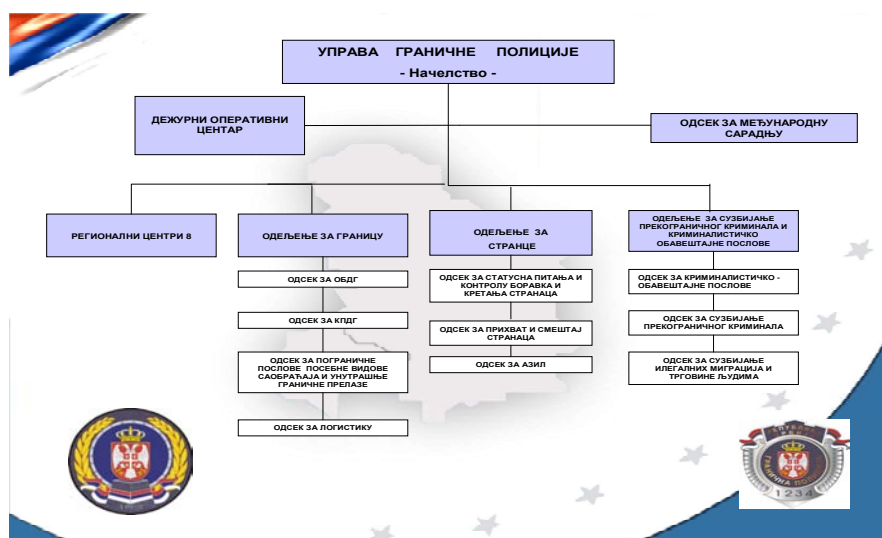 УПРАВА ГРАНИЧНЕ ПОЛИЦИЈЕ
- Начелство -
ДЕЖУРНИ ОПЕРАТИВНИ
ЦЕНТАР
ОДСЕК ЗА МЕЂУНАРОДНУ
САРАДЊУ
РЕГИОНАЛНИ ЦЕНТРИ 8
ОДЕЉЕЊЕ ЗА ГРАНИЦУ
ОДСЕК ЗА ОБДГ
ОДСЕК ЗА КПДГ
ОДСЕК ЗА ПОГРАНИЧНЕ
ПОСЛОВЕ ПОСЕБНЕ ВИДОВЕ
САОБРАЋАЈА И УНУТРАШЊЕ
ГРАНИЧНЕ ПРЕЛАЗЕ
ОДСЕК ЗА ЛОГИСТИКУ
ОДЕЉЕЊЕ ЗА
СТРАНЦЕ
ОДСЕК ЗА СТАТУСНА ПИТАЊА И
КОНТРОЛУ БОРАВКА И
КРЕТАЊА СТРАНАЦА
ОДСЕК ЗА ПРИХВАТ И СМЕШТАЈ
СТРАНАЦА
ОДСЕК ЗА АЗИЛ
ОДЕЉЕЊЕ ЗА СУЗБИЈАЊЕ
ПРЕКОГРАНИЧНОГ КРИМИНАЛА И
КРИМИНАЛИСТИЧКО
ОБАВЕШТАЈНЕ ПОСЛОВЕ
ОДСЕК ЗА КРИМИНАЛИСТИЧКО -
ОБАВЕШТАЈНЕ ПОСЛОВЕ
ОДСЕК ЗА СУЗБИЈАЊЕ
ПРЕКОГРАНИЧНОГ КРИМИНАЛА
ОДСЕК ЗА СУЗБИЈАЊЕ
ИЛЕГАЛНИХ МИГРАЦИЈА И
ТРГОВИНЕ ЉУДИМА
ГРАНИЧНА ПОЛИЦИЈА
1234